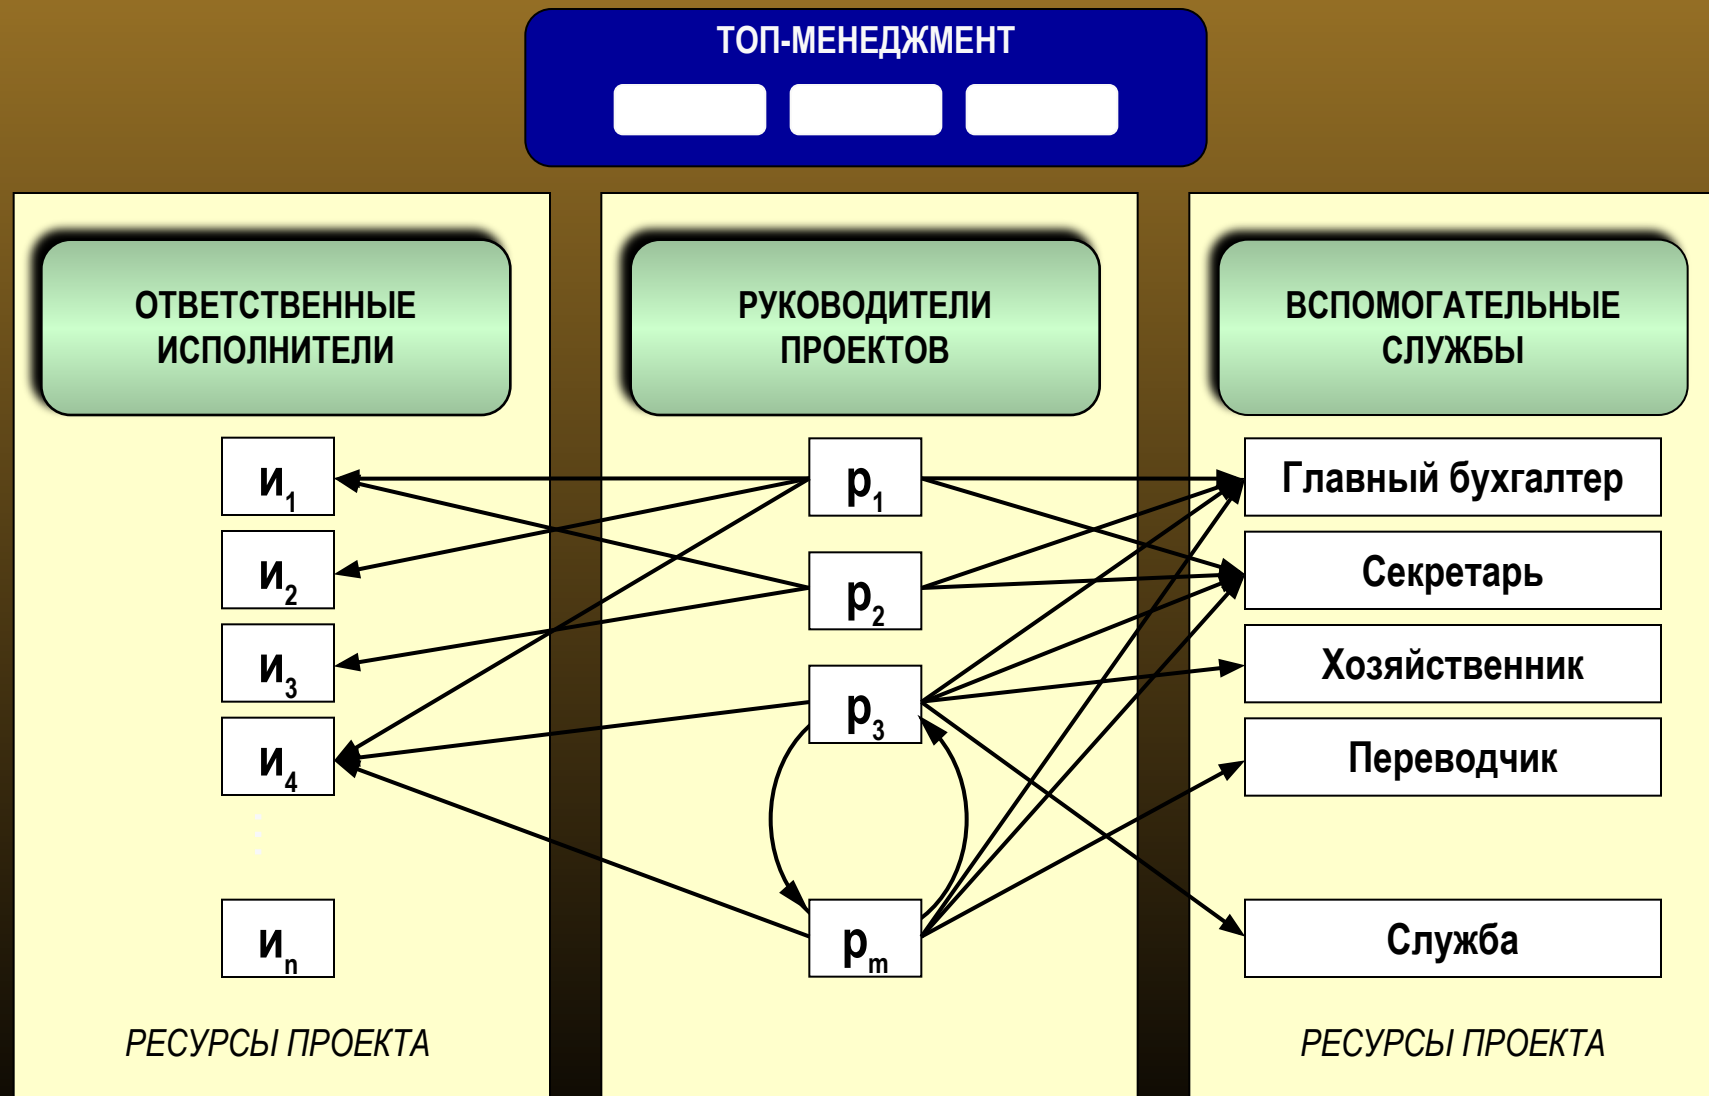 ТОП-МЕНЕДЖМЕНТ
ОТВЕТСТВЕННЫЕ
ИСПОЛНИТЕЛИ
РУКОВОДИТЕЛИ
ПРОЕКТОВ
ВСПОМОГАТЕЛЬНЫЕ
СЛУЖБЫ
и1
и2
и3
и4
...
иn
РЕСУРСЫ ПРОЕКТА
р1
р2
р3
рm
Главный бухгалтер
Секретарь
Хозяйственник
Переводчик
Служба
РЕСУРСЫ ПРОЕКТА